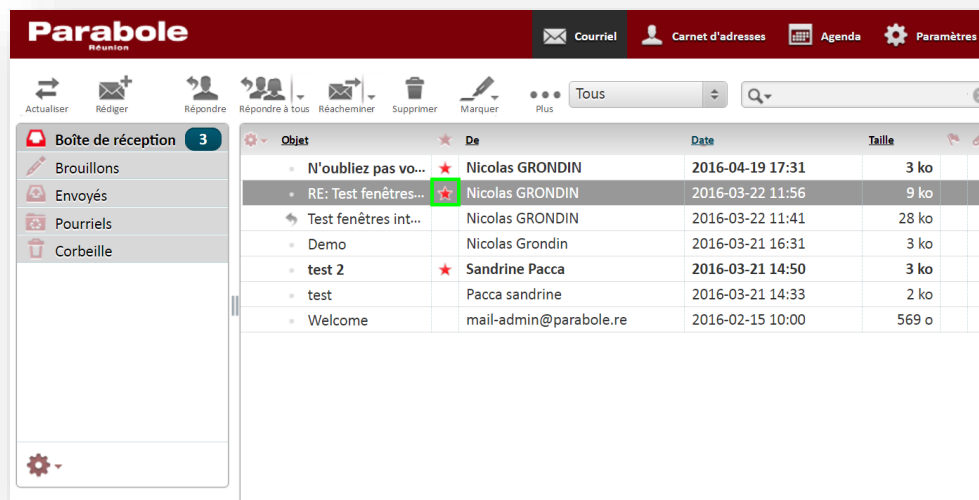 Parabole
Réunion
Courriel Carnet d'adresses Agenda Paramètres
Actualiser Rédiger Répondre Répondre à tous Réacheminer Supprimer Marquer Plus Tous
Boîte de réception 3
Brouillons
Envoyés
Pourriels
Corbeille
Objet De Date Taille
N'oubliez pas vo... Nicolas GRONDIN 2016-04-19 17:31 3 ko
RE: Test fenêtres... Nicolas GRONDIN 2016-03-22 11:56 9 ko
Test fenêtres int... Nicolas GRONDIN 2016-03-22 11:41 28 ko
Demo Nicolas Grondin 2016-03-21 16:31 3 ko
test 2 Sandrine Pacca 2016-03-21 14:50 3 ko
test Pacca sandrine 2016-03-21 14:33 2 ko
Welcome mail-admin@parabole.re 2016-02-15 10:00 569 o